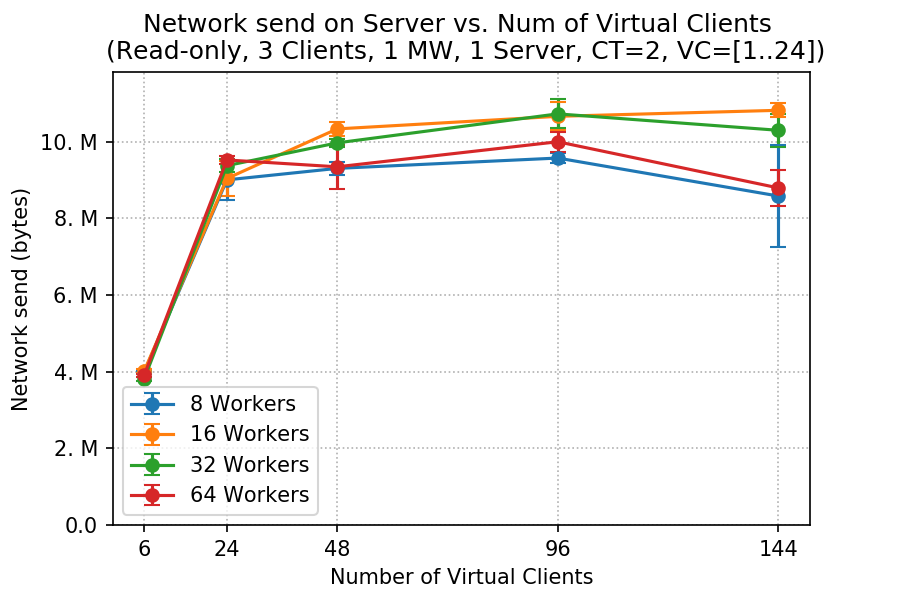 Network send on Server vs. Num of Virtual Clients
(Read-only, 3 Clients, 1 MW, 1 Server, CT=2, VC=[1..24])
Network send (bytes)
10. M
8. M
6. M
4. M
2. M
0.0
8 Workers
16 Workers
32 Workers
64 Workers
6 24 48 96 144
Number of Virtual Clients